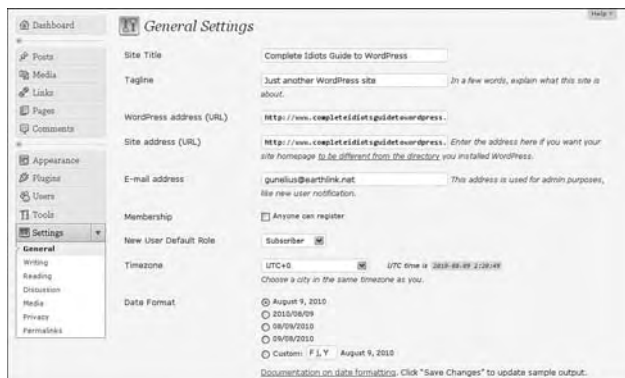 Help
Dashboard
Posts
Media
Links
Pages
Comments
Appearance
Plugins
Users
Tools
Settings
General
Writing
Reading
Discussion
Media
Privacy
Permalinks
General Settings
Site Title
Complete Idiots Guide to WordPress
Tagline
Just another WordPress site
In a few words, explain what this site is
about.
WordPress address (URL)
http://www.completeidiotsguidetowordpress.
Site address (URL)
http://www.completeidiotsguidetowordpress. Enter the address here if you want your
site homepage to be different from the directory you installed WordPress.
E-mail address
gunelius@earthlink.net
This address is used for admin purposes,
like new user notification.
Membership
Anyone can register
New User Default Role
Subscriber
Timezone
UTC+0
UTC time is 2010-08-09 2:20:49
Choose a city in the same timezone as you.
Date Format
August 9, 2010
2010/08/09
08/09/2010
09/08/2010
Custom: F j, Y August 9, 2010
Documentation on date formatting. Click "Save Changes" to update sample output.